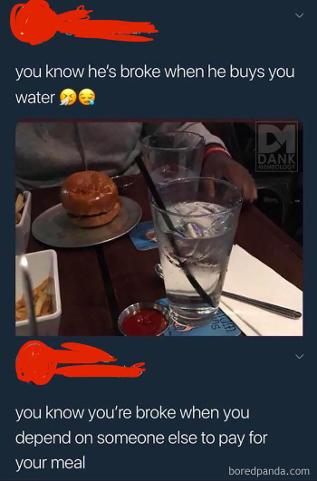 you know he's broke when he buys you
water 🤧😪
DANK
MEMEOLOGY
you know you're broke when you
depend on someone else to pay for
your meal
boredpanda.com